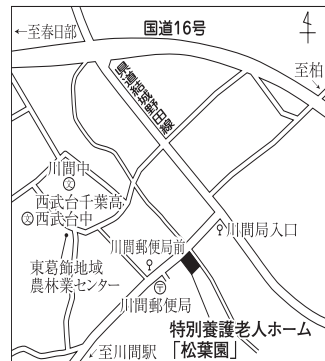 国道16号
←至春日部
至柏
県道結城野田線
川間中
西武台千葉高
西武台中
川間局入口
川間郵便局前
東葛飾地域
農林業センター
川間郵便局
特別養護老人ホーム
「松葉園」
至川間駅